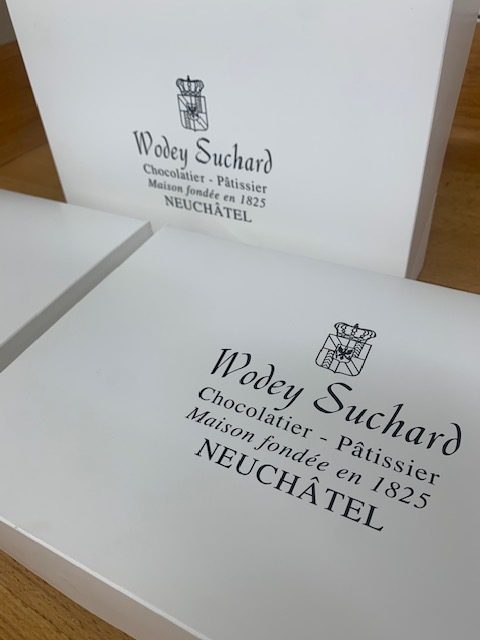 Wodey Suchard
Chocolatier - Pâtissier
Maison fondée en 1825
NEUCHÂTEL
Wodey Suchard
Chocolatier - Pâtissier
Maison fondée en 1825
NEUCHÂTEL